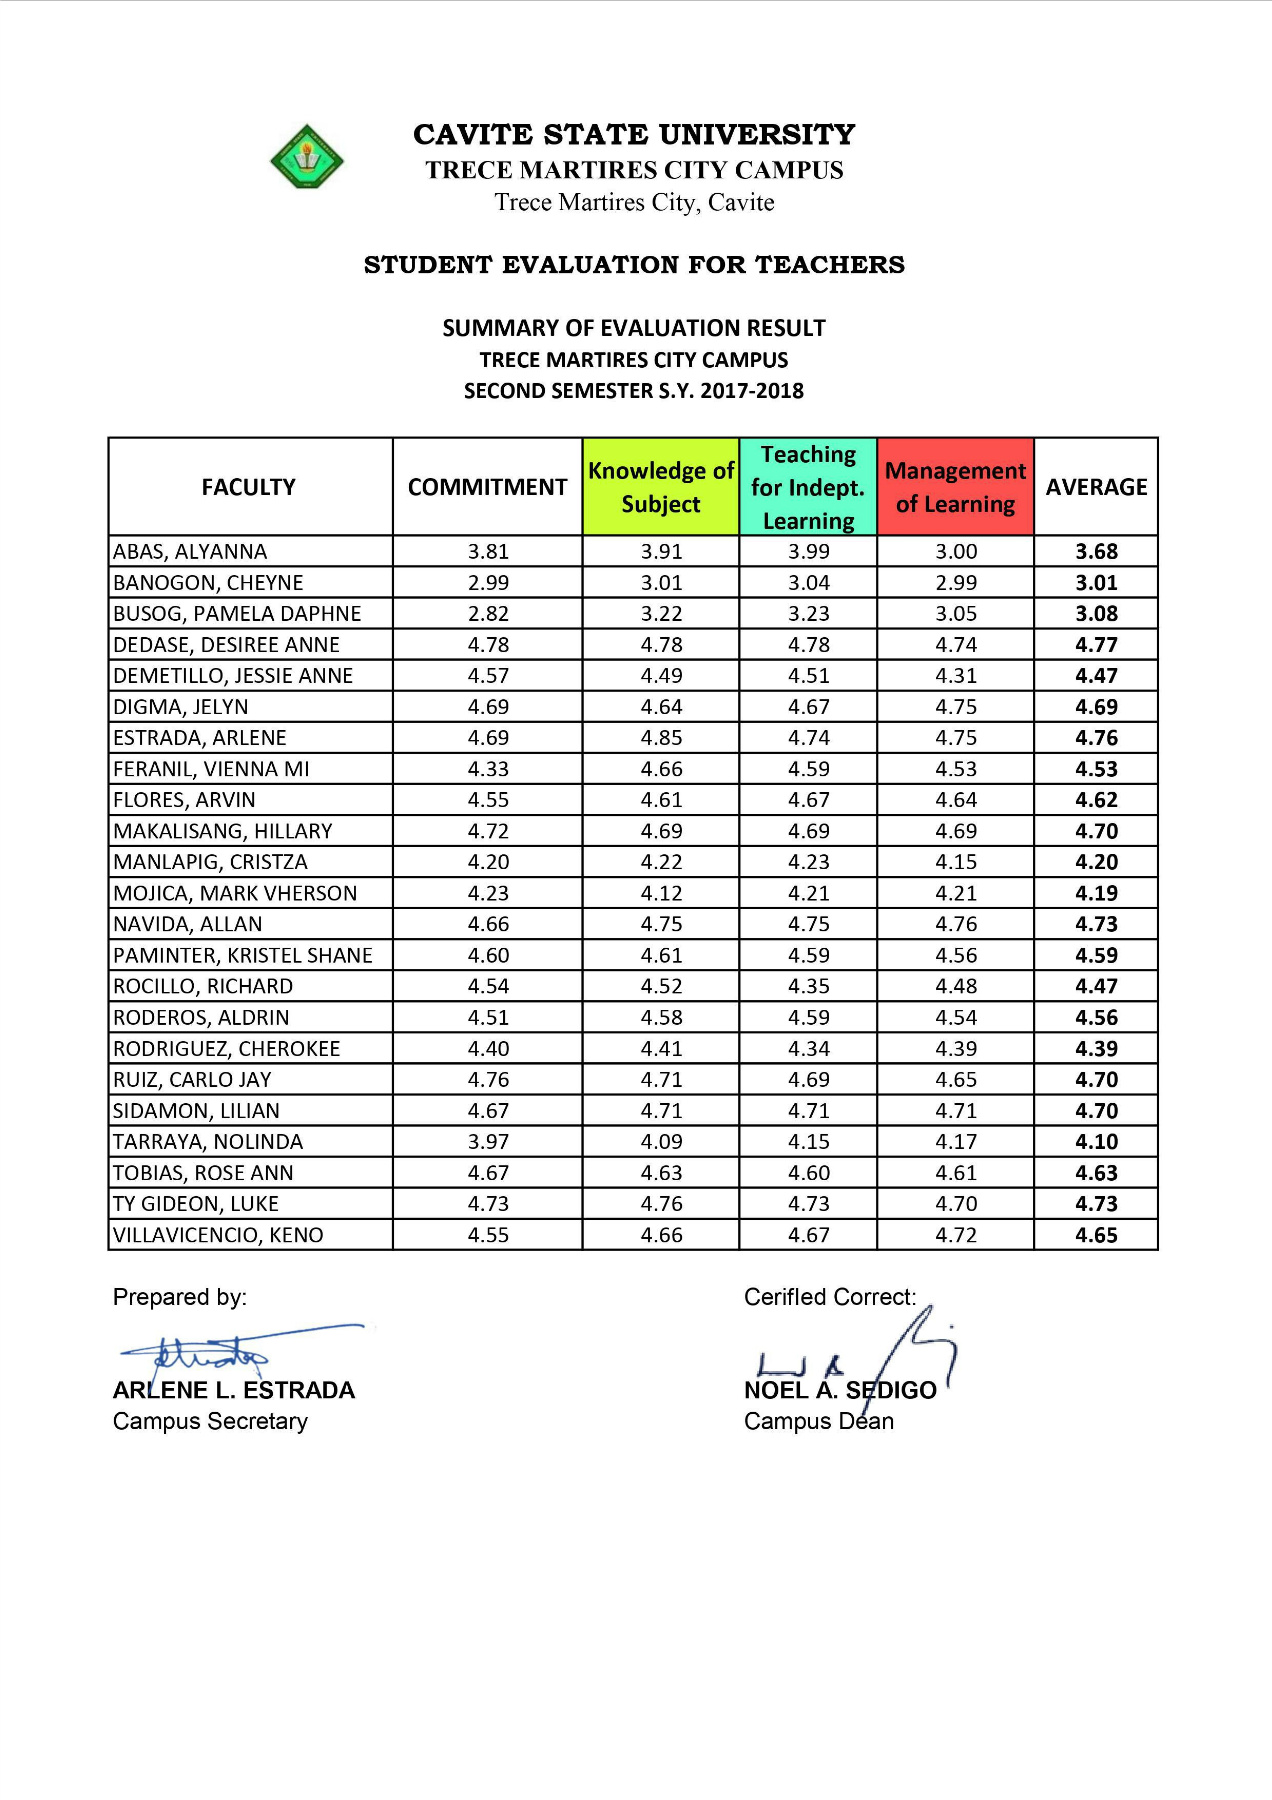 CAVITE STATE UNIVERSITY
TRECE MARTIRES CITY CAMPUS
Trece Martires City, Cavite
STUDENT EVALUATION FOR TEACHERS
SUMMARY OF EVALUATION RESULT
TRECE MARTIRES CITY CAMPUS
SECOND SEMESTER S.Y. 2017-2018
FACULTY COMMITMENT Knowledge of Subject Teaching for Indept. Learning Management of Learning AVERAGE
ABAS, ALYANNA 3.81 3.91 3.99 3.00 3.68
BANOGON, CHEYNE 2.99 3.01 3.04 2.99 3.01
BUSOG, PAMELA DAPHNE 2.82 3.22 3.23 3.05 3.08
DEDASE, DESIREE ANNE 4.78 4.78 4.78 4.74 4.77
DEMETILLO, JESSIE ANNE 4.57 4.49 4.51 4.31 4.47
DIGMA, JELYN 4.69 4.64 4.67 4.75 4.69
ESTRADA, ARLENE 4.69 4.85 4.74 4.75 4.76
FERANIL, VIENNA MI 4.33 4.66 4.59 4.53 4.53
FLORES, ARVIN 4.55 4.61 4.67 4.64 4.62
MAKALISANG, HILLARY 4.72 4.69 4.69 4.69 4.70
MANLAPIG, CRISTZA 4.20 4.22 4.23 4.15 4.20
MOJICA, MARK VHERSON 4.23 4.12 4.21 4.21 4.19
NAVIDA, ALLAN 4.66 4.75 4.75 4.76 4.73
PAMINTER, KRISTEL SHANE 4.60 4.61 4.59 4.56 4.59
ROCILLO, RICHARD 4.54 4.52 4.35 4.48 4.47
RODEROS, ALDRIN 4.51 4.58 4.59 4.54 4.56
RODRIGUEZ, CHEROKEE 4.40 4.41 4.34 4.39 4.39
RUIZ, CARLO JAY 4.76 4.71 4.69 4.65 4.70
SIDAMON, LILIAN 4.67 4.71 4.71 4.71 4.70
TARRAYA, NOLINDA 3.97 4.09 4.15 4.17 4.10
TOBIAS, ROSE ANN 4.67 4.63 4.60 4.61 4.63
TY GIDEON, LUKE 4.73 4.76 4.73 4.70 4.73
VILLAVICENCIO, KENO 4.55 4.66 4.67 4.72 4.65
Prepared by: Cerifled Correct:
ARLENE L. ESTRADA NOEL A. SEDIGO
Campus Secretary Campus Dean